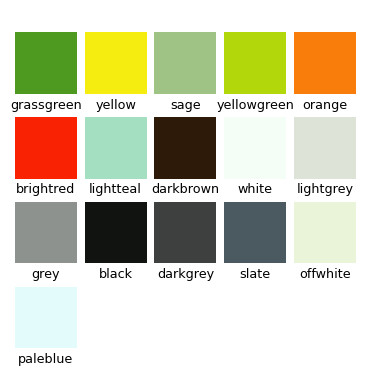 grassgreen yellow sage yellowgreen orange
brightred lightteal darkbrown white lightgrey
grey black darkgrey slate offwhite
paleblue